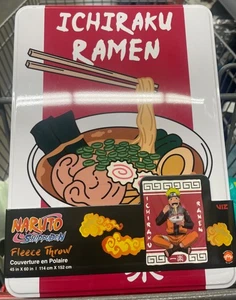 ICHIRAKU
RAMEN
NARUTO
SHIPPUDEN
Fleece Throw
Couverture en Polaire
45 in X 60 in | 114 cm X 152 cm
ICHIRAKU
RAMEN
VIZ